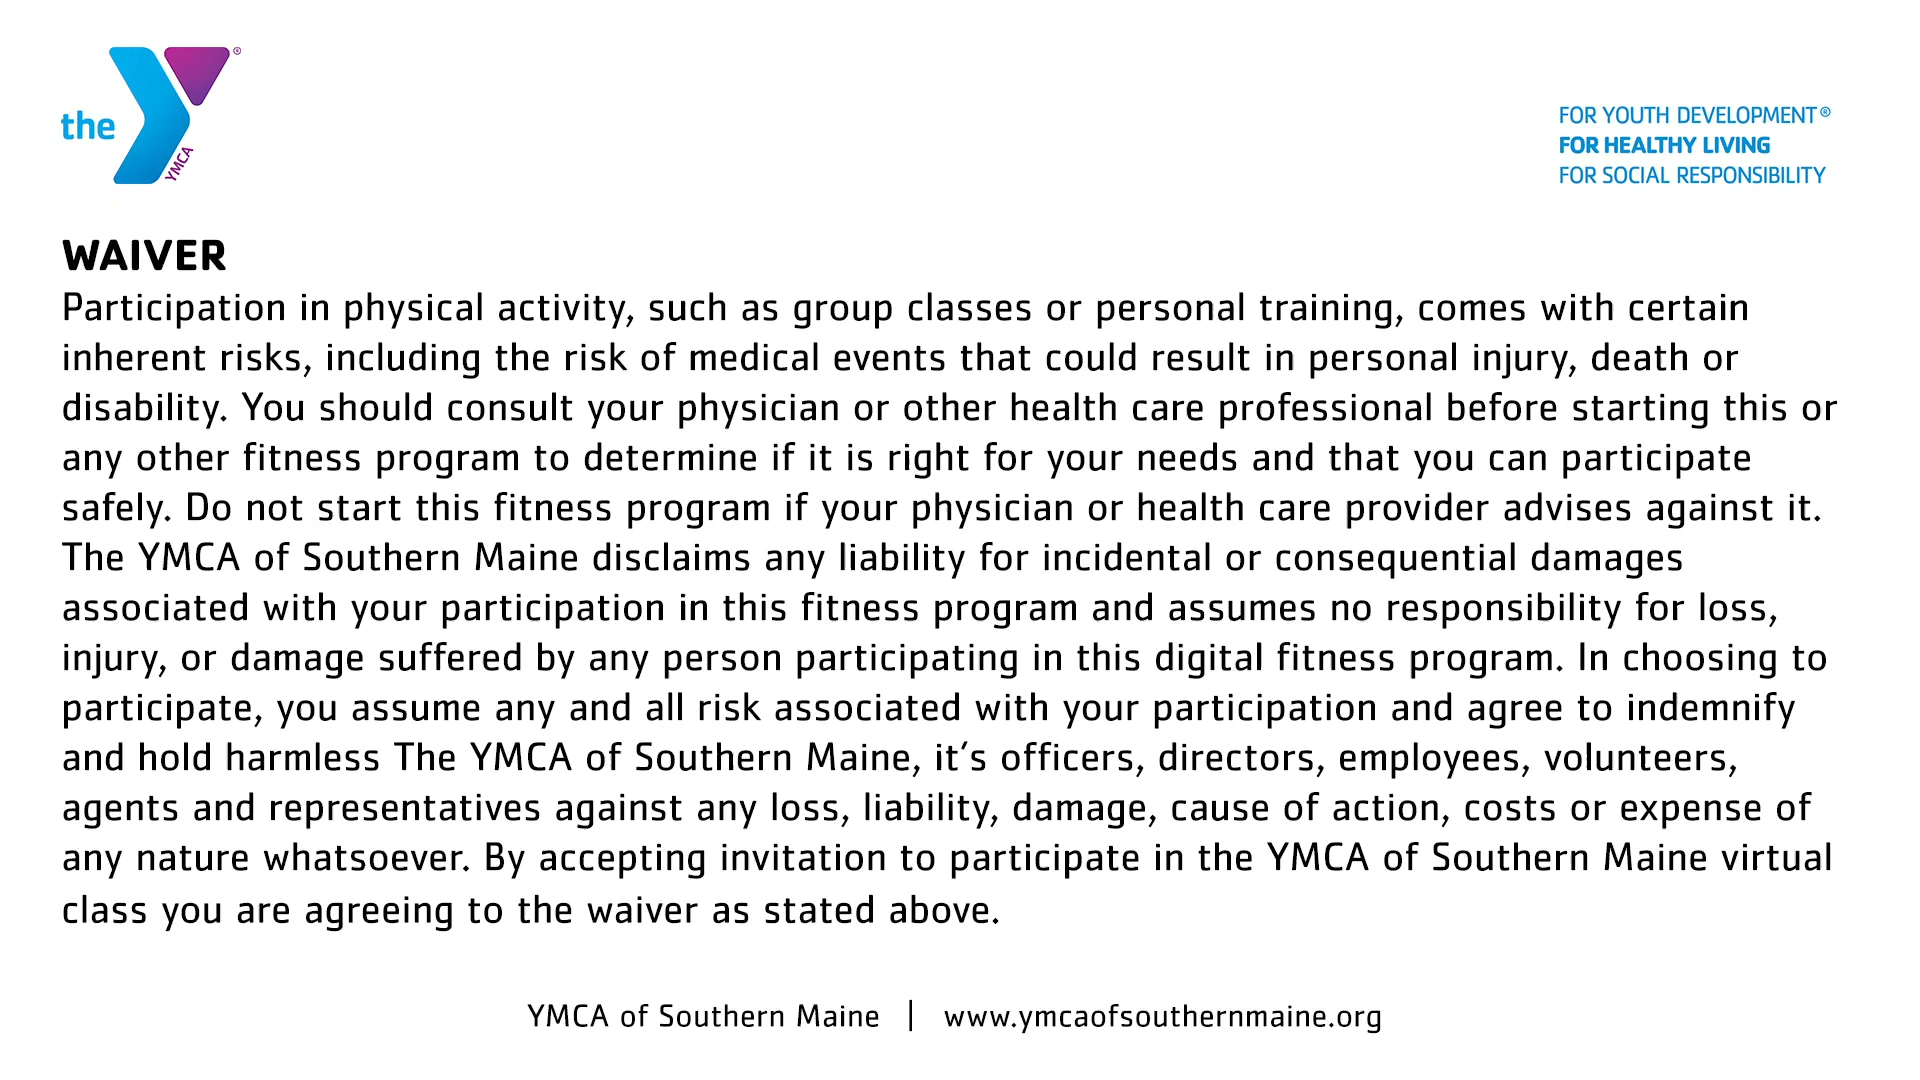 the
YMCA
®
FOR YOUTH DEVELOPMENT®
FOR HEALTHY LIVING
FOR SOCIAL RESPONSIBILITY
WAIVER
Participation in physical activity, such as group classes or personal training, comes with certain
inherent risks, including the risk of medical events that could result in personal injury, death or
disability. You should consult your physician or other health care professional before starting this or
any other fitness program to determine if it is right for your needs and that you can participate
safely. Do not start this fitness program if your physician or health care provider advises against it.
The YMCA of Southern Maine disclaims any liability for incidental or consequential damages
associated with your participation in this fitness program and assumes no responsibility for loss,
injury, or damage suffered by any person participating in this digital fitness program. In choosing to
participate, you assume any and all risk associated with your participation and agree to indemnify
and hold harmless The YMCA of Southern Maine, it’s officers, directors, employees, volunteers,
agents and representatives against any loss, liability, damage, cause of action, costs or expense of
any nature whatsoever. By accepting invitation to participate in the YMCA of Southern Maine virtual
class you are agreeing to the waiver as stated above.
YMCA of Southern Maine | www.ymcaofsouthernmaine.org